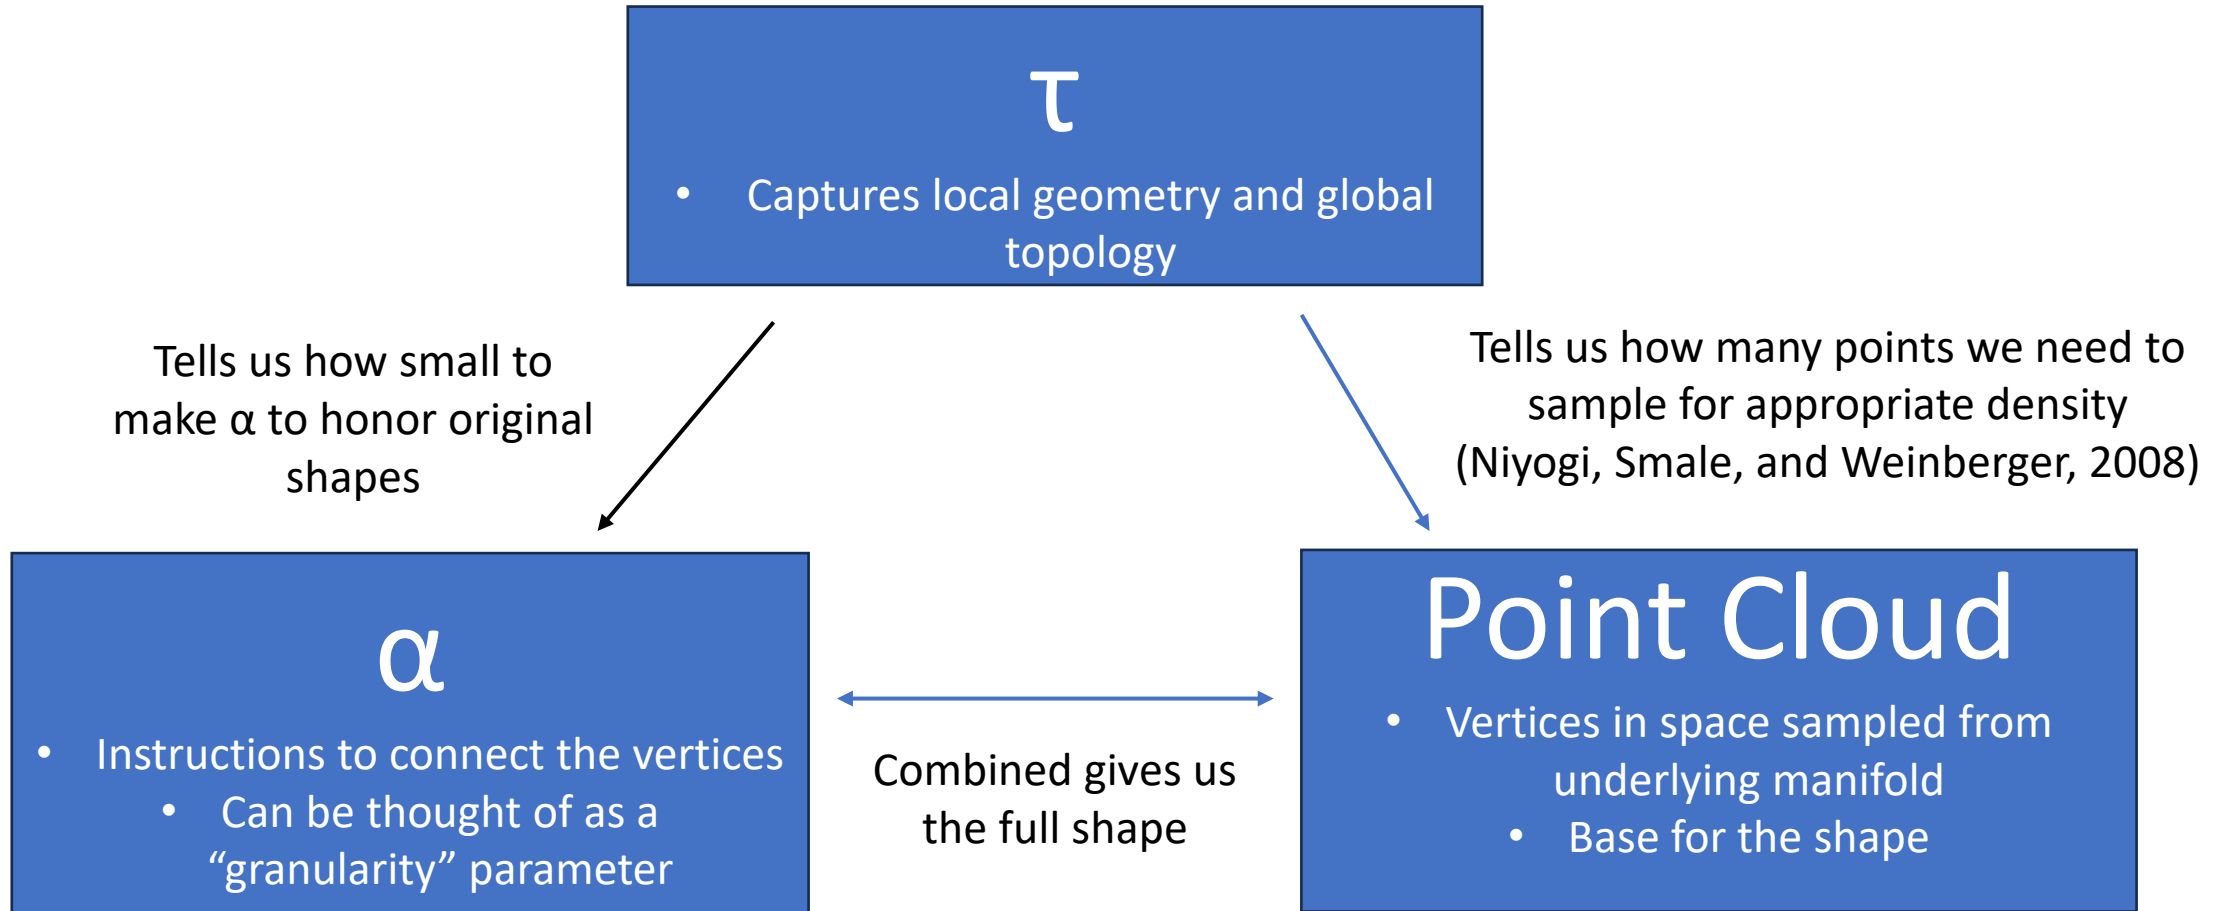 τ
• Captures local geometry and global
topology
Tells us how small to
make α to honor original
shapes
Tells us how many points we need to
sample for appropriate density
(Niyogi, Smale, and Weinberger, 2008)
α
• Instructions to connect the vertices
• Can be thought of as a
“granularity” parameter
Combined gives us
the full shape
Point Cloud
• Vertices in space sampled from
underlying manifold
• Base for the shape